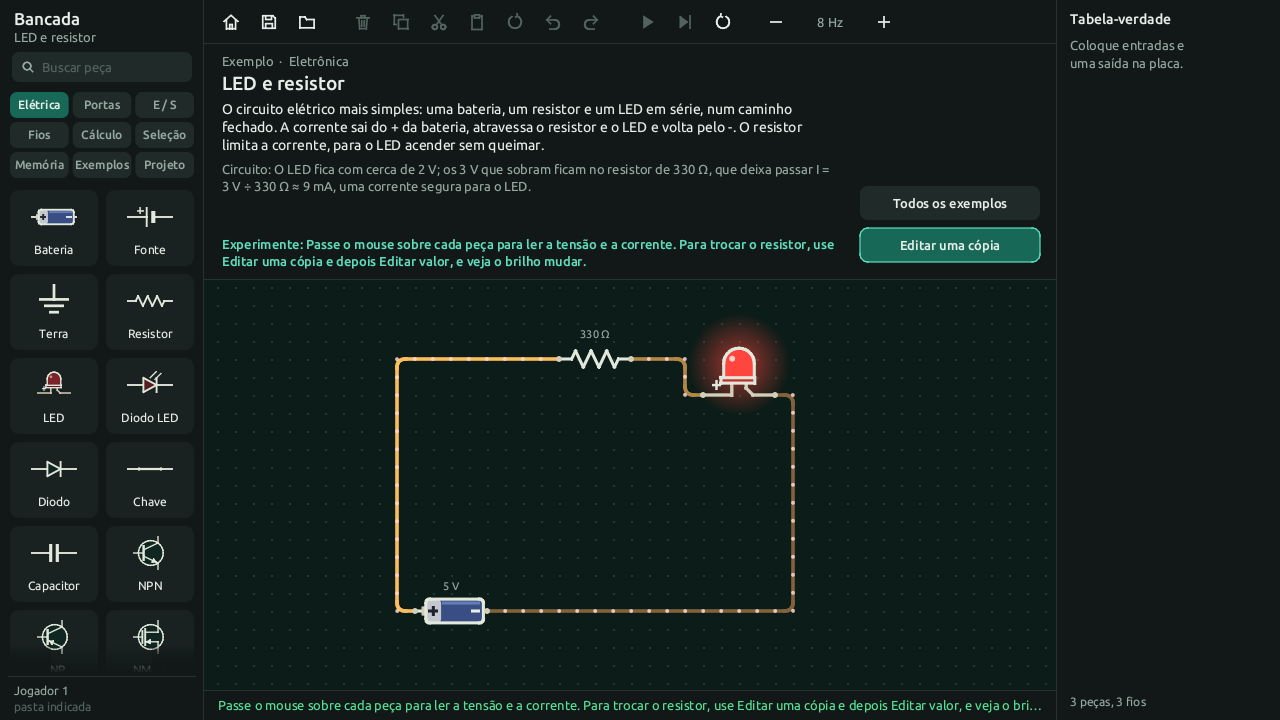 Bancada
LED e resistor
Buscar peça
Elétrica
Portas
E / S
Fios
Cálculo
Seleção
Memória
Exemplos
Projeto
Bateria
Fonte
Terra
Resistor
LED
Diodo LED
Diodo
Chave
Capacitor
NPN
Jogador 1
pasta indicada
8 Hz
Exemplo · Eletrônica
LED e resistor
O circuito elétrico mais simples: uma bateria, um resistor e um LED em série, num caminho
fechado. A corrente sai do + da bateria, atravessa o resistor e o LED e volta pelo -. O resistor
limita a corrente, para o LED acender sem queimar.
Circuito: O LED fica com cerca de 2 V; os 3 V que sobram ficam no resistor de 330 Ω, que deixa passar I =
3 V ÷ 330 Ω ≈ 9 mA, uma corrente segura para o LED.
Experimente: Passe o mouse sobre cada peça para ler a tensão e a corrente. Para trocar o resistor, use
Editar uma cópia e depois Editar valor, e veja o brilho mudar.
Todos os exemplos
Editar uma cópia
330 Ω
5 V
Passe o mouse sobre cada peça para ler a tensão e a corrente. Para trocar o resistor, use Editar uma cópia e depois Editar valor, e veja o bri…
Tabela-verdade
Coloque entradas e
uma saída na placa.
3 peças, 3 fios